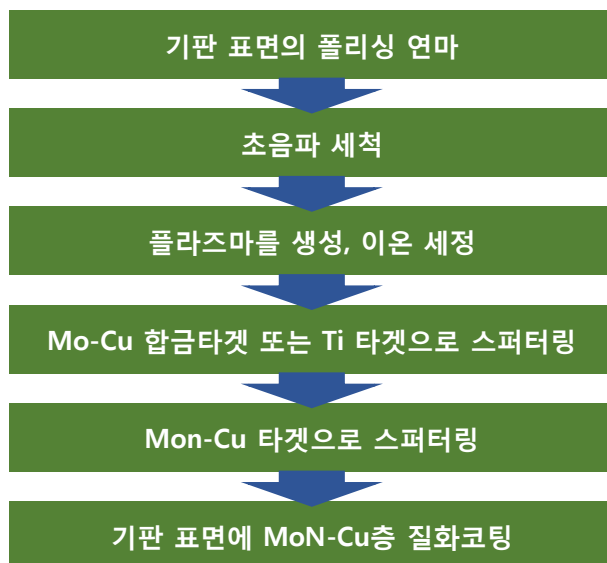 기판 표면의 폴리싱 연마
초음파 세척
플라즈마를 생성, 이온 세정
Mo-Cu 합금타겟 또는 Ti 타겟으로 스퍼터링
Mon-Cu 타겟으로 스퍼터링
기판 표면에 MoN-Cu층 질화코팅